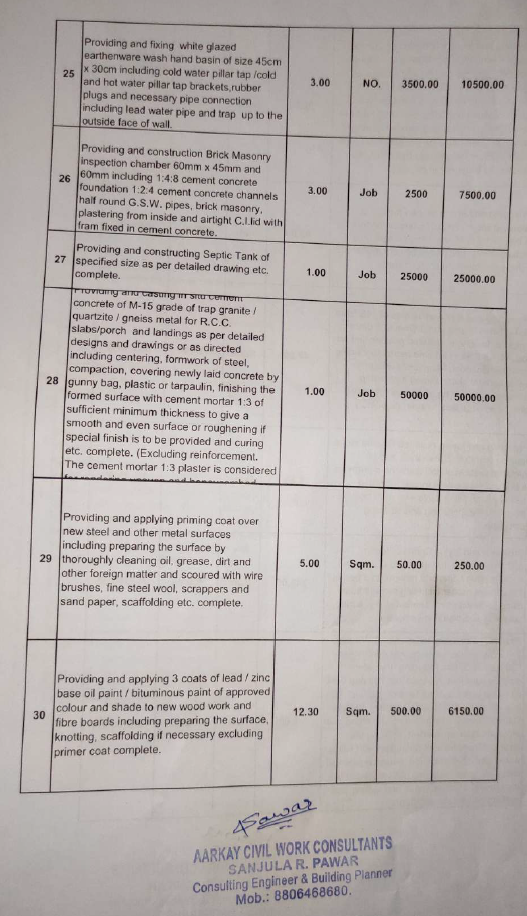 25
Providing and fixing white glazed
earthenware wash hand basin of size 45cm
x 30cm including cold water pillar tap /cold
and hot water pillar tap brackets,rubber
plugs and necessary pipe connection
including lead water pipe and trap up to the
outside face of wall.
3.00 NO. 3500.00 10500.00
26
Providing and construction Brick Masonry
inspection chamber 60mm x 45mm and
60mm including 1:4:8 cement concrete
foundation 1:2:4 cement concrete channels
half round G.S.W. pipes, brick masonry,
plastering from inside and airtight C.I.lid with
fram fixed in cement concrete.
3.00 Job 2500 7500.00
27
Providing and constructing Septic Tank of
specified size as per detailed drawing etc.
complete.
1.00 Job 25000 25000.00
28
Providing and casting in situ cement
concrete of M-15 grade of trap granite /
quartzite / gneiss metal for R.C.C.
slabs/porch and landings as per detailed
designs and drawings or as directed
including centering, formwork of steel,
compaction, covering newly laid concrete by
gunny bag, plastic or tarpaulin, finishing the
formed surface with cement mortar 1:3 of
sufficient minimum thickness to give a
smooth and even surface or roughening if
special finish is to be provided and curing
etc. complete. (Excluding reinforcement.
The cement mortar 1:3 plaster is considered
1.00 Job 50000 50000.00
29
Providing and applying priming coat over
new steel and other metal surfaces
including preparing the surface by
thoroughly cleaning oil, grease, dirt and
other foreign matter and scoured with wire
brushes, fine steel wool, scrappers and
sand paper, scaffolding etc. complete.
5.00 Sqm. 50.00 250.00
30
Providing and applying 3 coats of lead / zinc
base oil paint / bituminous paint of approved
colour and shade to new wood work and
fibre boards including preparing the surface,
knotting, scaffolding if necessary excluding
primer coat complete.
12.30 Sqm. 500.00 6150.00
AARKAY CIVIL WORK CONSULTANTS
SANJULA R. PAWAR
Consulting Engineer & Building Planner
Mob.: 8806468680.